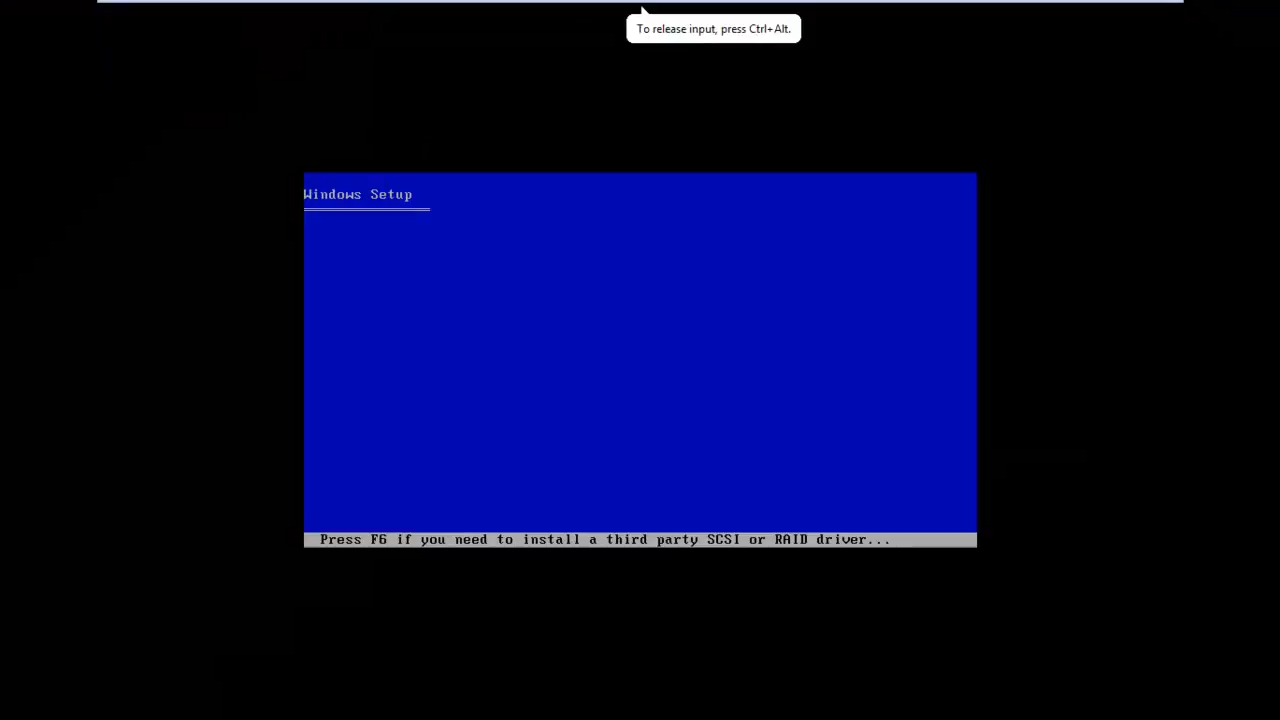 To release input, press Ctrl+Alt.
Windows Setup
Press F6 if you need to install a third party SCSI or RAID driver...